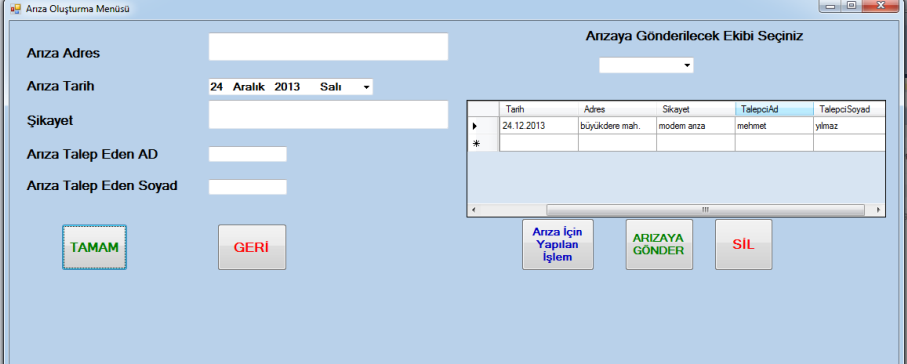 Arıza Oluşturma Menüsü
Arıza Adres
Arıza Tarih
24 Aralık 2013 Salı
Şikayet
Arıza Talep Eden AD
Arıza Talep Eden Soyad
TAMAM
GERİ
Arızaya Gönderilecek Ekibi Seçiniz
Tarih Adres Sikayet TalepciAd TalepciSoyad
24.12.2013 büyükdere mah. modem arıza mehmet yılmaz
Arıza İçin
Yapılan
İşlem
ARIZAYA
GÖNDER
SİL